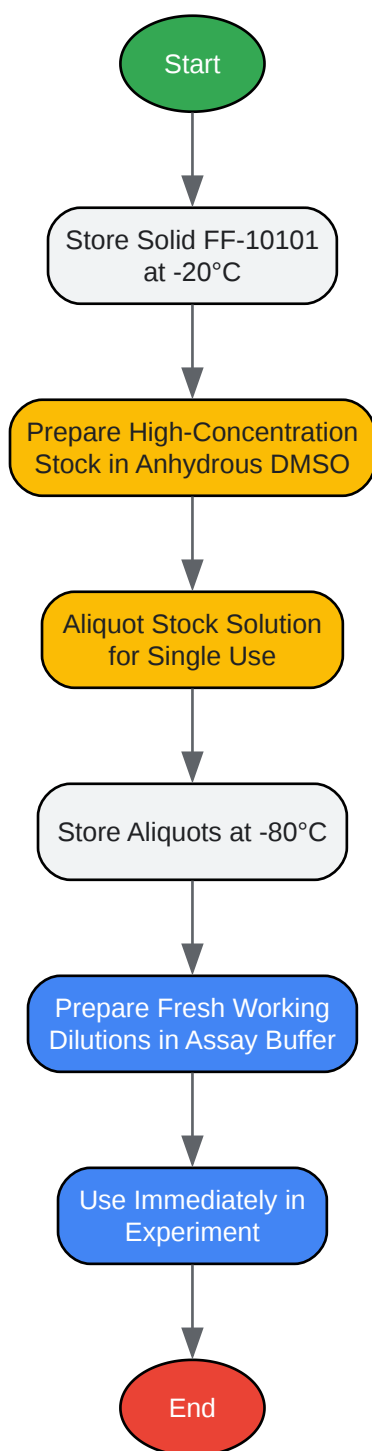 Start
Store Solid FF-10101
at -20°C
Prepare High-Concentration
Stock in Anhydrous DMSO
Aliquot Stock Solution
for Single Use
Store Aliquots at -80°C
Prepare Fresh Working
Dilutions in Assay Buffer
Use Immediately in
Experiment
End